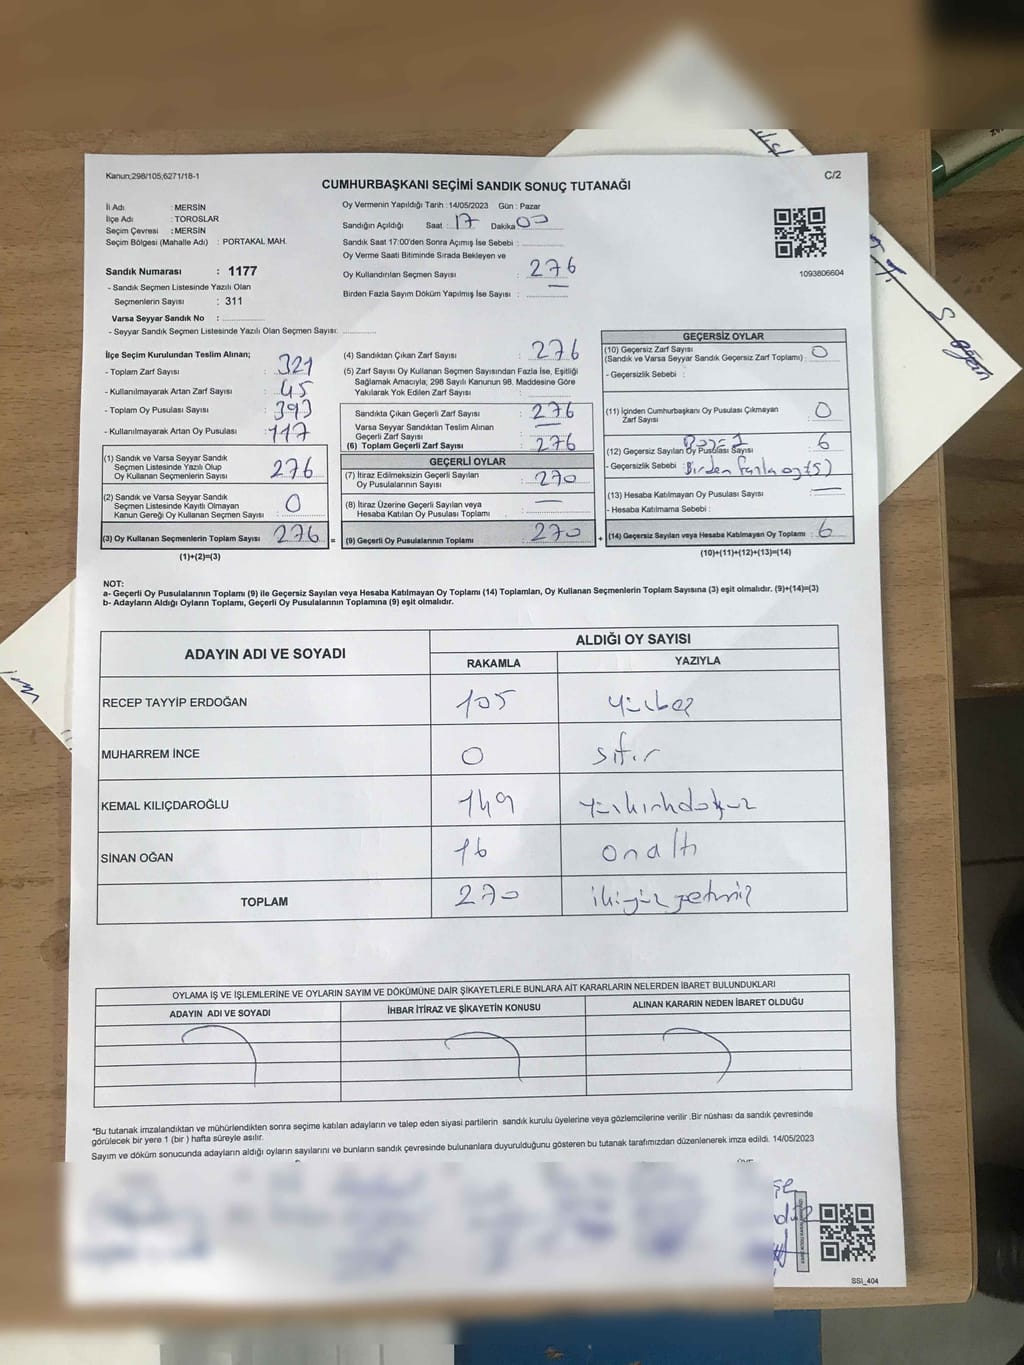 Kanun;298/105;6271/18-1
C/2
CUMHURBAŞKANI SEÇİMİ SANDIK SONUÇ TUTANAĞI
İl Adı : MERSİN
İlçe Adı : TOROSLAR
Seçim Çevresi : MERSİN
Seçim Bölgesi (Mahalle Adı) : PORTAKAL MAH.
Sandık Numarası : 1177
- Sandık Seçmen Listesinde Yazılı Olan
Seçmenlerin Sayısı : 311
Varsa Seyyar Sandık No :
- Seyyar Sandık Seçmen Listesinde Yazılı Olan Seçmen Sayısı:
Oy Vermenin Yapıldığı Tarih :14/05/2023 Gün : Pazar
Sandığın Açıldığı Saat : 17 Dakika 00
Sandık Saat 17:00'den Sonra Açımış İse Sebebi :
Oy Verme Saati Bitiminde Sırada Bekleyen ve
Oy Kullandırılan Seçmen Sayısı : 276
Birden Fazla Sayım Döküm Yapılmış İse Sayısı :
1093806604
İlçe Seçim Kurulundan Teslim Alınan;
- Toplam Zarf Sayısı : 321
- Kullanılmayarak Artan Zarf Sayısı : 45
- Toplam Oy Pusulası Sayısı : 393
- Kullanılmayarak Artan Oy Pusulası : 117
(1) Sandık ve Varsa Seyyar Sandık
Seçmen Listesinde Yazılı Olup
Oy Kullanan Seçmenlerin Sayısı : 276
(2) Sandık ve Varsa Seyyar Sandık
Seçmen Listesinde Kayıtlı Olmayan
Kanun Gereği Oy Kullanan Seçmen Sayısı : 0
(3) Oy Kullanan Seçmenlerin Toplam Sayısı : 276 =
(1)+(2)=(3)
(4) Sandıktan Çıkan Zarf Sayısı : 276
(5) Zarf Sayısı Oy Kullanan Seçmen Sayısından Fazla İse, Eşitliği
Sağlamak Amacıyla; 298 Sayılı Kanunun 98. Maddesine Göre
Yakılarak Yok Edilen Zarf Sayısı :
Sandıkta Çıkan Geçerli Zarf Sayısı : 276
Varsa Seyyar Sandıktan Teslim Alınan
Geçerli Zarf Sayısı :
(6) Toplam Geçerli Zarf Sayısı : 276
GEÇERLİ OYLAR
(7) İtiraz Edilmeksizin Geçerli Sayılan
Oy Pusulalarının Sayısı : 270
(8) İtiraz Üzerine Geçerli Sayılan veya
Hesaba Katılan Oy Pusulası Toplamı : —
(9) Geçerli Oy Pusulalarının Toplamı : 270 +
GEÇERSİZ OYLAR
(10) Geçersiz Zarf Sayısı
(Sandık ve Varsa Seyyar Sandık Geçersiz Zarf Toplamı) : 0
- Geçersizlik Sebebi :
(11) İçinden Cumhurbaşkanı Oy Pusulası Çıkmayan
Zarf Sayısı : 0
(12) Geçersiz Sayılan Oy Pusulası Sayısı : 6
- Geçersizlik Sebebi : Birden fazla oy (5)
(13) Hesaba Katılmayan Oy Pusulası Sayısı : —
- Hesaba Katılmama Sebebi :
(14) Geçersiz Sayılan veya Hesaba Katılmayan Oy Toplamı : 6
(10)+(11)+(12)+(13)=(14)
NOT:
a- Geçerli Oy Pusulalarının Toplamı (9) ile Geçersiz Sayılan veya Hesaba Katılmayan Oy Toplamı (14) Toplamları, Oy Kullanan Seçmenlerin Toplam Sayısına (3) eşit olmalıdır. (9)+(14)=(3)
b- Adayların Aldığı Oyların Toplamı, Geçerli Oy Pusulalarının Toplamına (9) eşit olmalıdır.
ADAYIN ADI VE SOYADI
ALDIĞI OY SAYISI
RAKAMLA YAZIYLA
RECEP TAYYİP ERDOĞAN 105 yüzbeş
MUHARREM İNCE 0 sıfır
KEMAL KILIÇDAROĞLU 149 yüzkırkdokuz
SİNAN OĞAN 16 onaltı
TOPLAM 270 ikiyüzyetmiş
OYLAMA İŞ VE İŞLEMLERİNE VE OYLARIN SAYIM VE DÖKÜMÜNE DAİR ŞİKAYETLERLE BUNLARA AİT KARARLARIN NELERDEN İBARET BULUNDUKLARI
ADAYIN ADI VE SOYADI İHBAR İTİRAZ VE ŞİKAYETİN KONUSU ALINAN KARARIN NEDEN İBARET OLDUĞU
*Bu tutanak imzalandıktan ve mühürlendikten sonra seçime katılan adayların ve talep eden siyasi partilerin sandık kurulu üyelerine veya gözlemcilerine verilir .Bir nüshası da sandık çevresinde
görülecek bir yere 1 (bir ) hafta süreyle asılır.
Sayım ve döküm sonucunda adayların aldığı oyların sayılarını ve bunların sandık çevresinde bulunanlara duyurulduğunu gösteren bu tutanak tarafımızdan düzenlenerek imza edildi. 14/05/2023
SSI_404